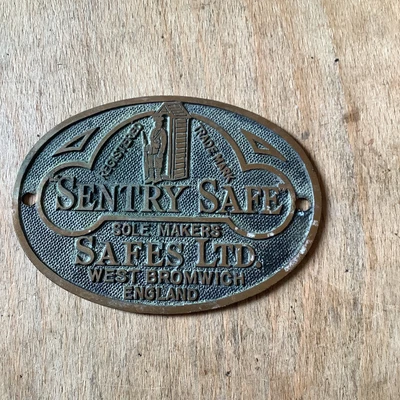 REGISTERED TRADE MARK
SENTRY SAFE
SOLE MAKERS
SAFES LTD.
WEST BROMWICH
ENGLAND